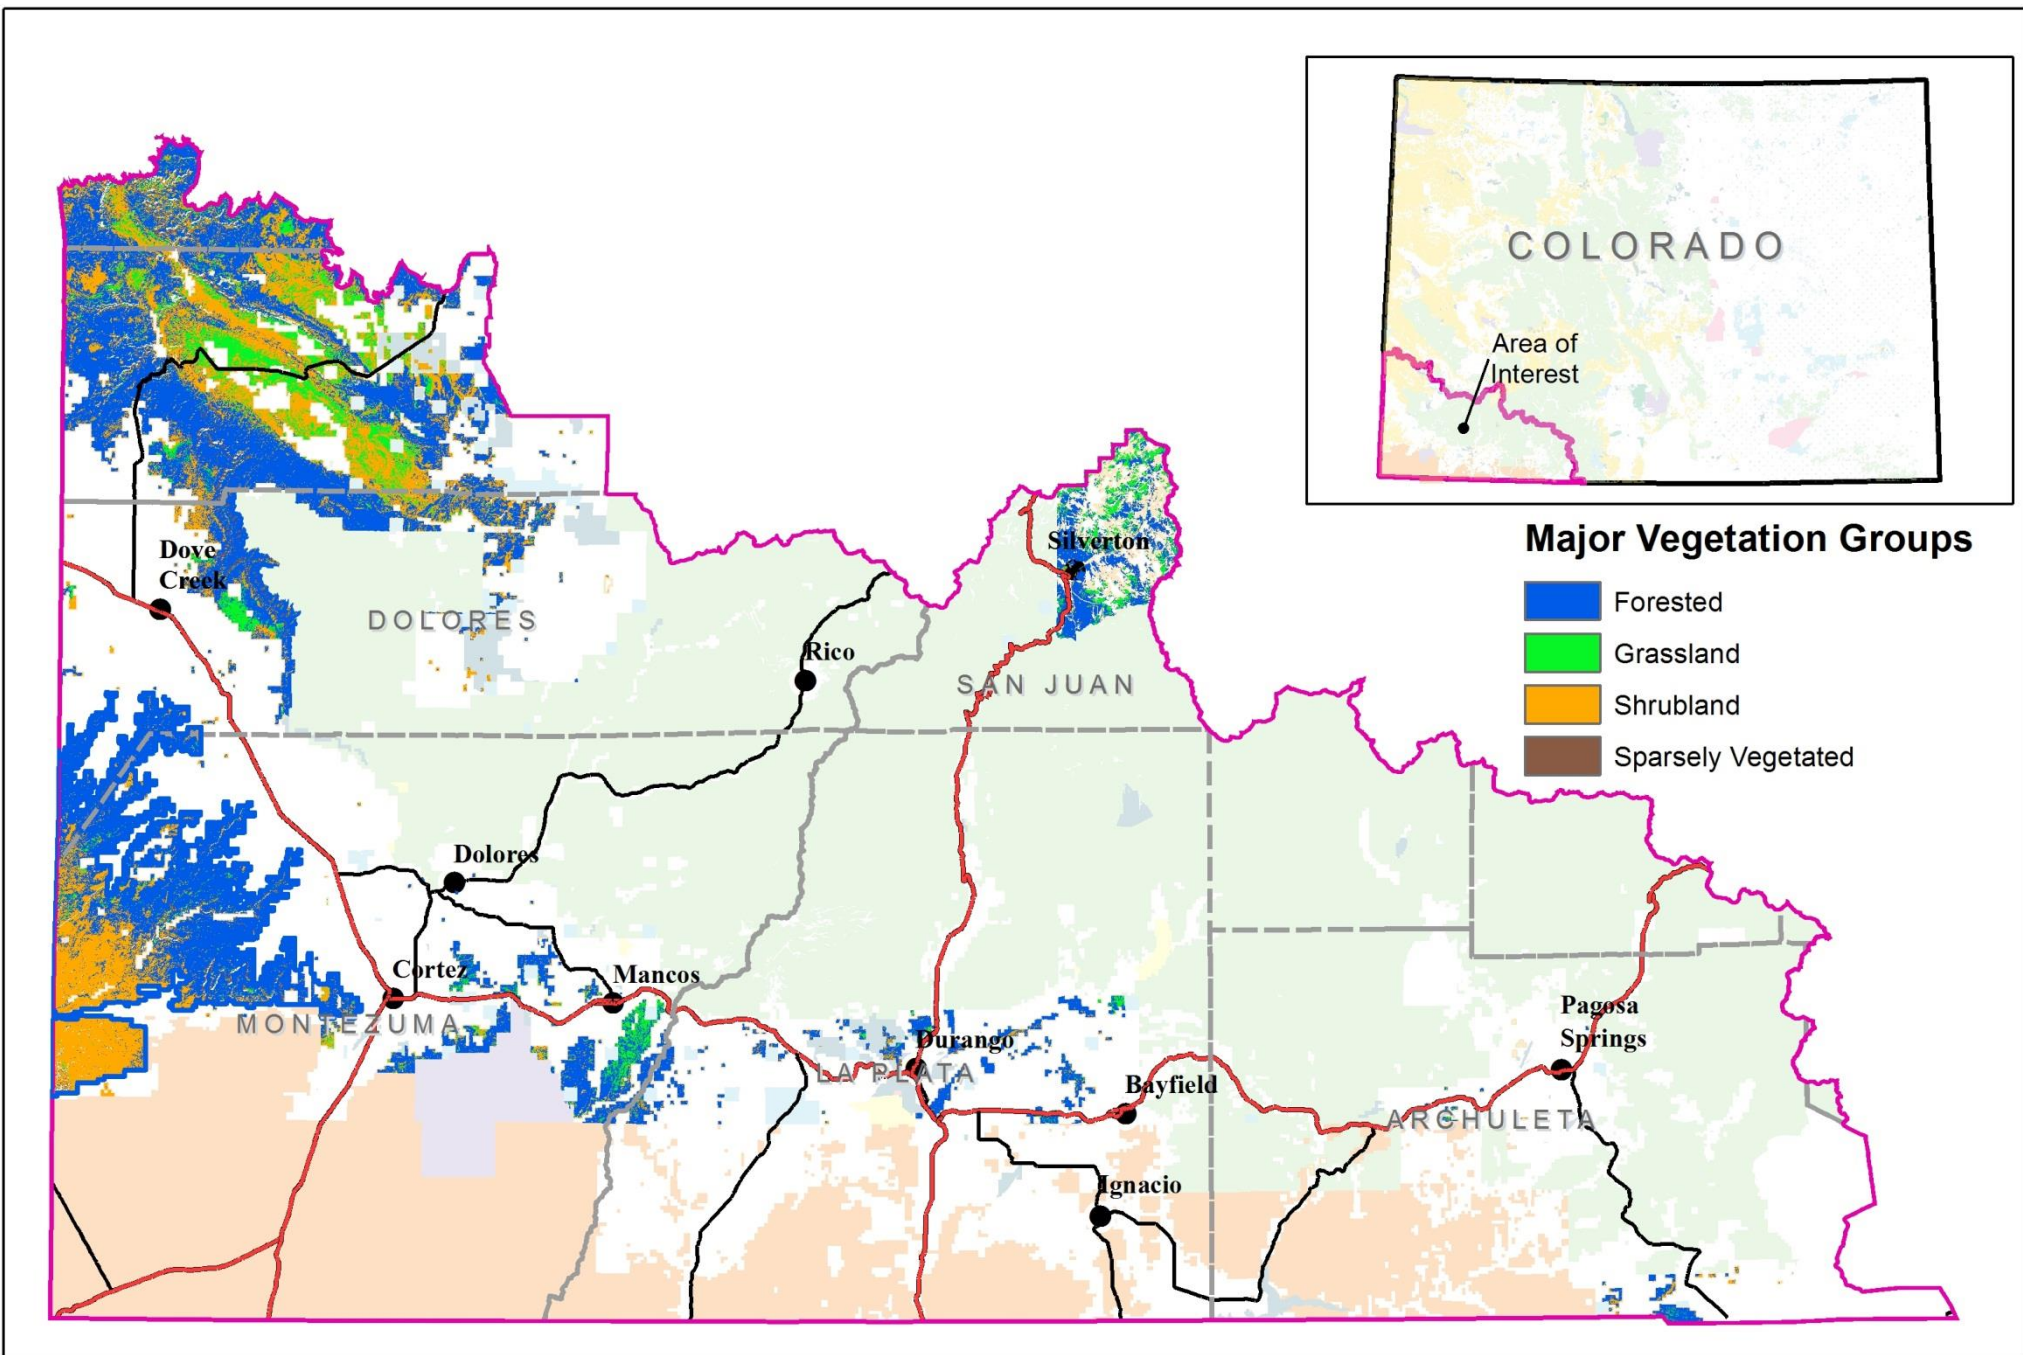 COLORADO
Area of
Interest
Major Vegetation Groups
Forested
Grassland
Shrubland
Sparsely Vegetated
Dove
Creek
DOLORES
Rico
Silverton
SAN JUAN
Dolores
Cortez
Mancos
MONTEZUMA
Durango
LA PLATA
Bayfield
Ignacio
Pagosa
Springs
ARCHULETA